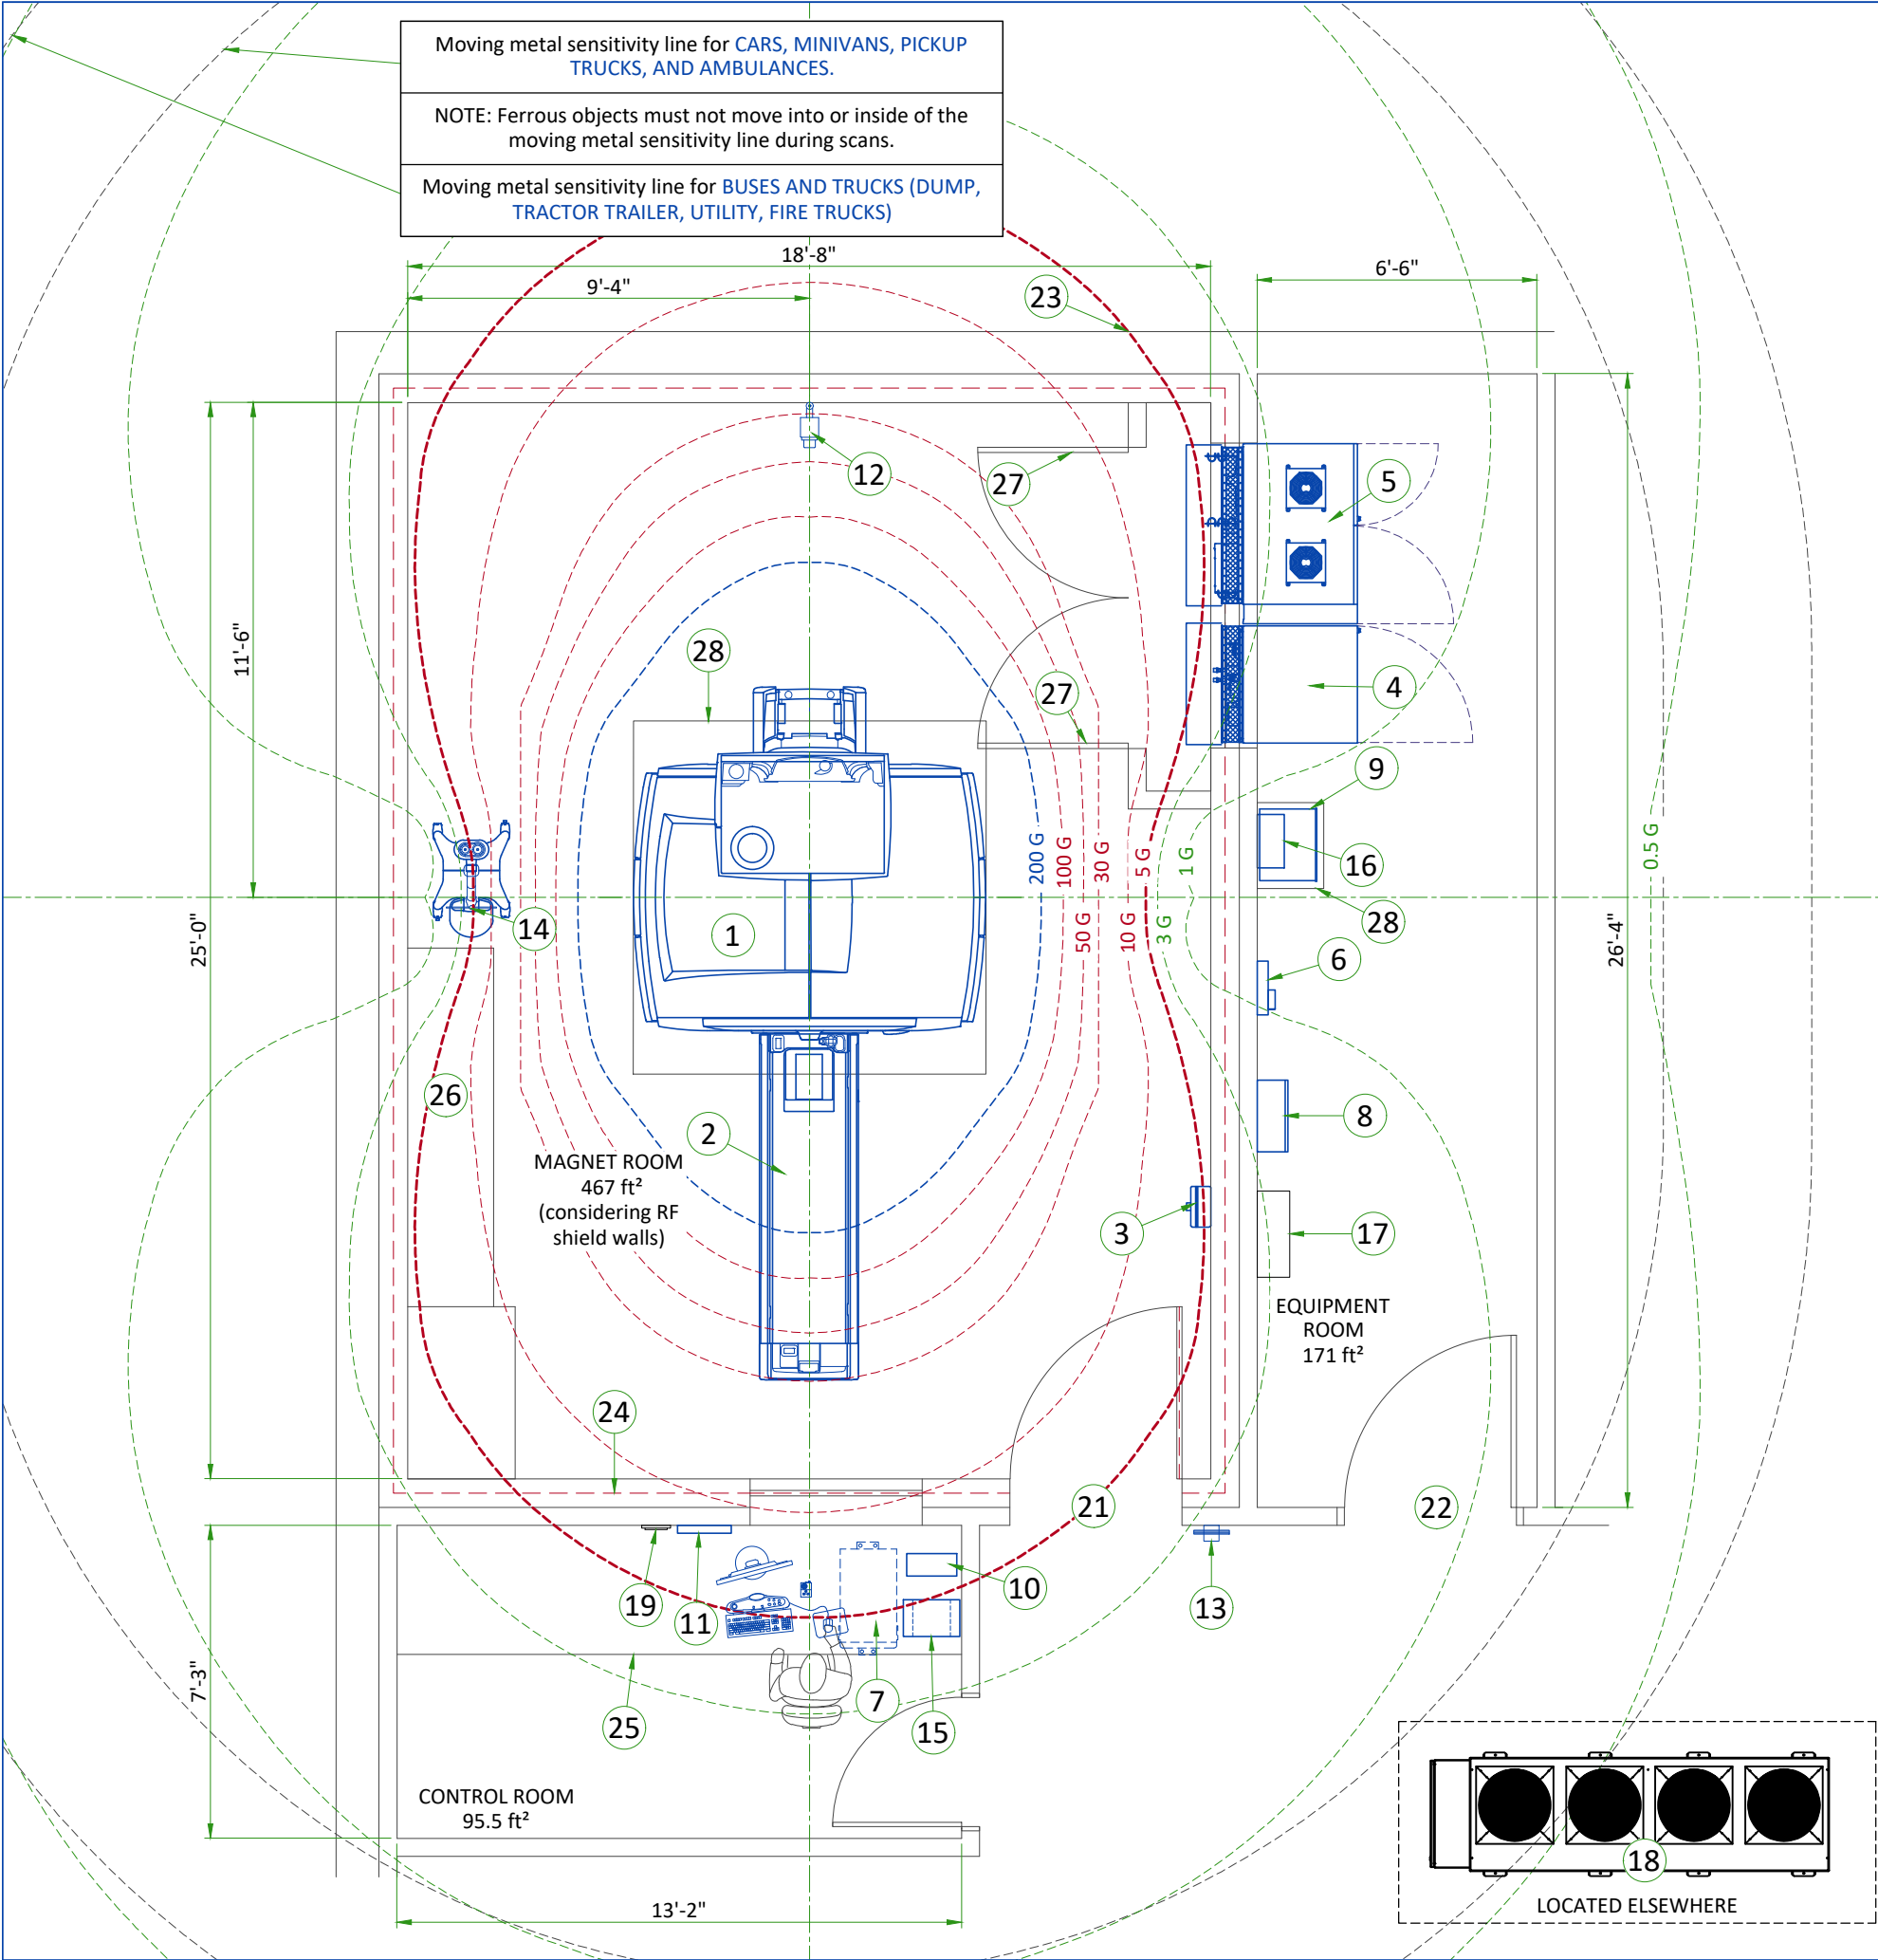 Moving metal sensitivity line for CARS, MINIVANS, PICKUP
TRUCKS, AND AMBULANCES.
NOTE: Ferrous objects must not move into or inside of the
moving metal sensitivity line during scans.
Moving metal sensitivity line for BUSES AND TRUCKS (DUMP,
TRACTOR TRAILER, UTILITY, FIRE TRUCKS)
18'-8"
6'-6"
9'-4"
23
12
27
5
11'-6"
28
27
4
9
200 G
100 G
50 G
30 G
10 G
5 G
3 G
1 G
0.5 G
16
28
14
1
25'-0"
26'-4"
6
26
8
2
MAGNET ROOM
467 ft²
(considering RF
shield walls)
3
17
EQUIPMENT
ROOM
171 ft²
24
21
22
19
11
10
13
7'-3"
25
7
15
CONTROL ROOM
95.5 ft²
18
LOCATED ELSEWHERE
13'-2"